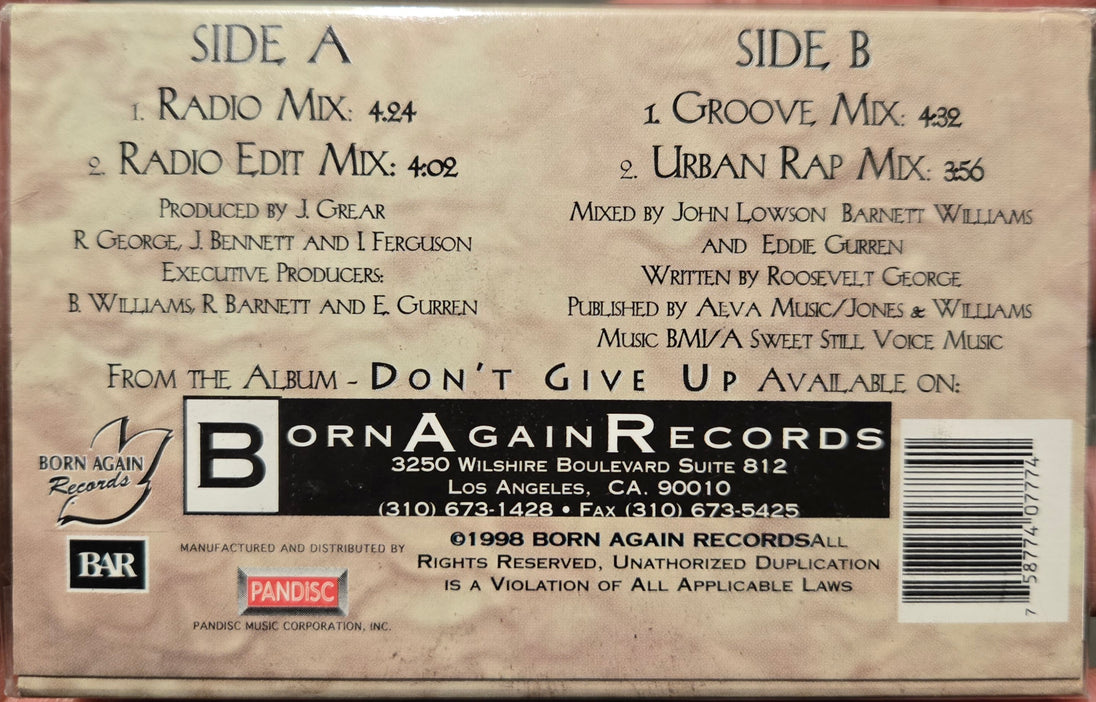 SIDE A
1. RADIO MIX: 4:24
2. RADIO EDIT MIX: 4:02
PRODUCED BY J. GREAR
R. GEORGE, J. BENNETT AND I. FERGUSON
EXECUTIVE PRODUCERS:
B. WILLIAMS, R. BARNETT AND E. GURREN
SIDE B
1. GROOVE MIX: 4:32
2. URBAN RAP MIX: 3:56
MIXED BY JOHN LOWSON BARNETT WILLIAMS
AND EDDIE GURREN
WRITTEN BY ROOSEVELT GEORGE
PUBLISHED BY AEVA MUSIC/JONES & WILLIAMS
MUSIC BMI/A SWEET STILL VOICE MUSIC
FROM THE ALBUM - DON'T GIVE UP AVAILABLE ON:
BORN AGAIN
Records
B
BORN AGAIN RECORDS
3250 WILSHIRE BOULEVARD SUITE 812
LOS ANGELES, CA. 90010
(310) 673-1428 • FAX (310) 673-5425
BAR
MANUFACTURED AND DISTRIBUTED BY
PANDISC
PANDISC MUSIC CORPORATION, INC.
©1998 BORN AGAIN RECORDSALL
RIGHTS RESERVED, UNATHORIZED DUPLICATION
IS A VIOLATION OF ALL APPLICABLE LAWS
7 58774 07774